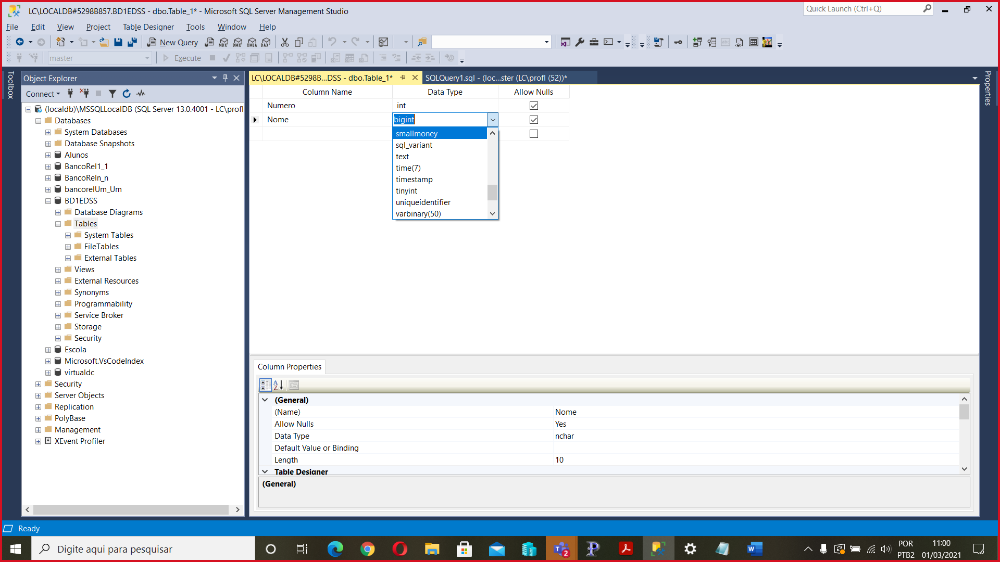 LC\LOCALDB#5298B857.BD1EDSS - dbo.Table_1* - Microsoft SQL Server Management Studio
Quick Launch (Ctrl+Q)
File Edit View Project Table Designer Tools Window Help
New Query MDX DMX XMLA DAX
master Execute
Toolbox
Object Explorer
Connect
(localdb)\MSSQLLocalDB (SQL Server 13.0.4001 - LC\profl
Databases
System Databases
Database Snapshots
Alunos
BancoRel1_1
BancoReln_n
bancorelUm_Um
BD1EDSS
Database Diagrams
Tables
System Tables
FileTables
External Tables
Views
External Resources
Synonyms
Programmability
Service Broker
Storage
Security
Escola
Microsoft.VsCodeIndex
virtualdc
Security
Server Objects
Replication
PolyBase
Management
XEvent Profiler
LC\LOCALDB#5298B...DSS - dbo.Table_1*
SQLQuery1.sql - (loc...ster (LC\profl (52))*
Properties
Column Name Data Type Allow Nulls
Numero int
Nome bigint
smallmoney
sql_variant
text
time(7)
timestamp
tinyint
uniqueidentifier
varbinary(50)
Column Properties
(General)
(Name) Nome
Allow Nulls Yes
Data Type nchar
Default Value or Binding
Length 10
Table Designer
(General)
Ready
Digite aqui para pesquisar
2
POR
PTB2
11:00
01/03/2021